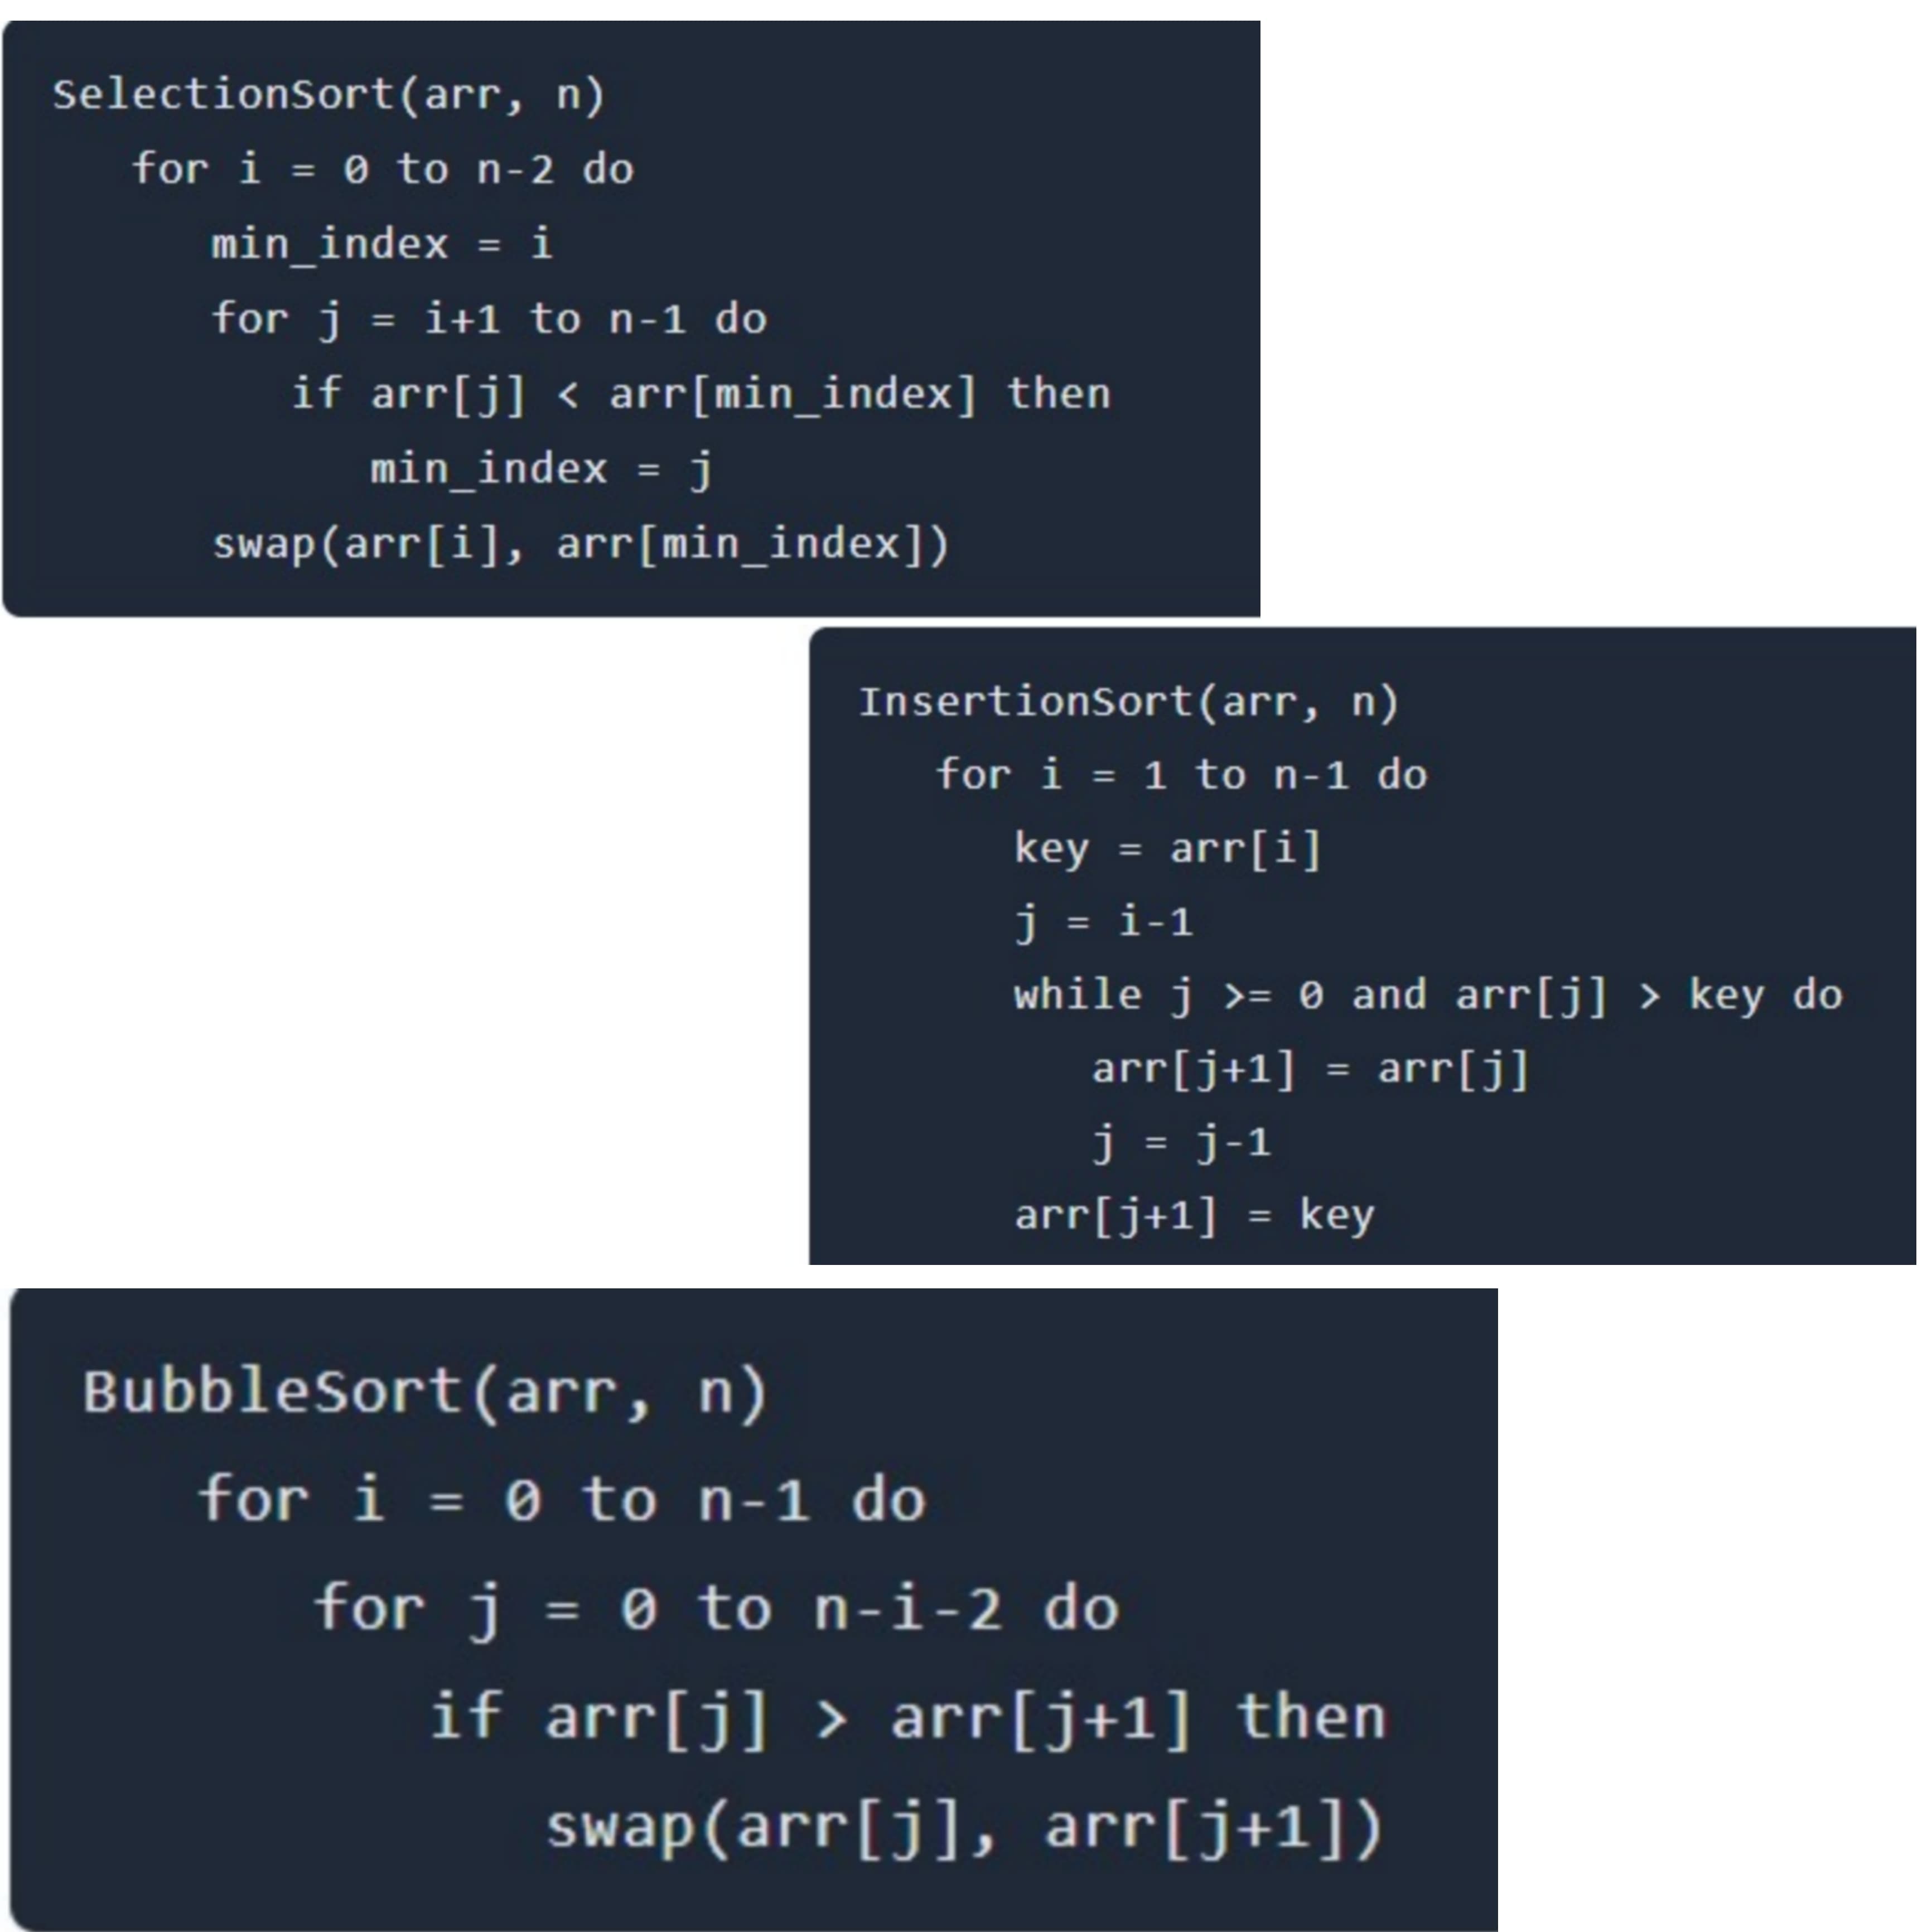 SelectionSort(arr, n)
for i = 0 to n-2 do
min_index = i
for j = i+1 to n-1 do
if arr[j] < arr[min_index] then
min_index = j
swap(arr[i], arr[min_index])
InsertionSort(arr, n)
for i = 1 to n-1 do
key = arr[i]
j = i-1
while j >= 0 and arr[j] > key do
arr[j+1] = arr[j]
j = j-1
arr[j+1] = key
BubbleSort(arr, n)
for i = 0 to n-1 do
for j = 0 to n-i-2 do
if arr[j] > arr[j+1] then
swap(arr[j], arr[j+1])